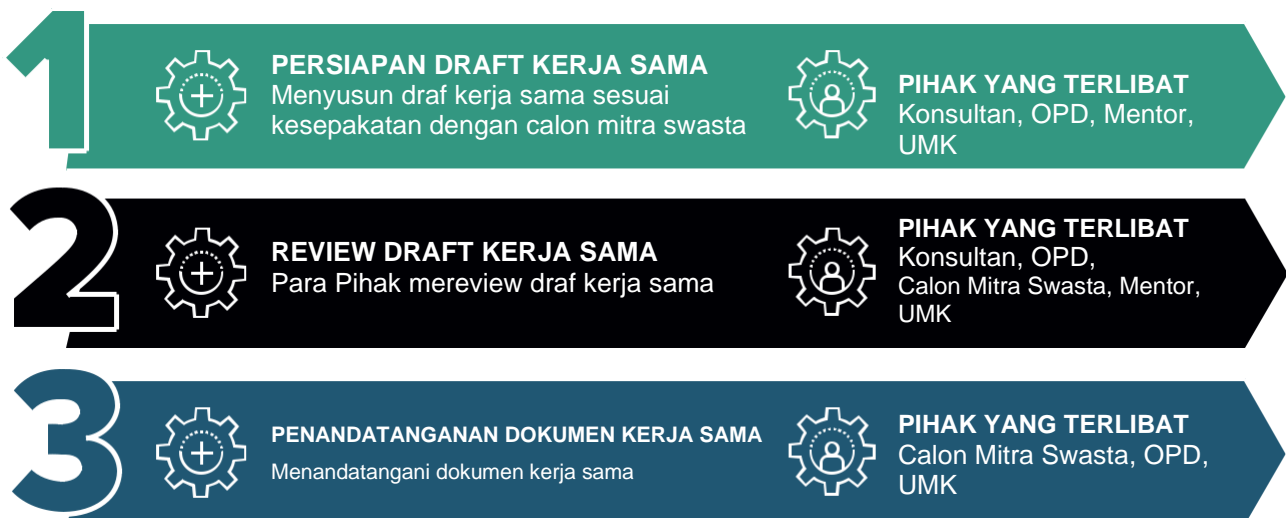 1
PERSIAPAN DRAFT KERJA SAMA
Menyusun draf kerja sama sesuai
kesepakatan dengan calon mitra swasta
PIHAK YANG TERLIBAT
Konsultan, OPD, Mentor,
UMK
2
REVIEW DRAFT KERJA SAMA
Para Pihak mereview draf kerja sama
PIHAK YANG TERLIBAT
Konsultan, OPD,
Calon Mitra Swasta, Mentor,
UMK
3
PENANDATANGANAN DOKUMEN KERJA SAMA
Menandatangani dokumen kerja sama
PIHAK YANG TERLIBAT
Calon Mitra Swasta, OPD,
UMK